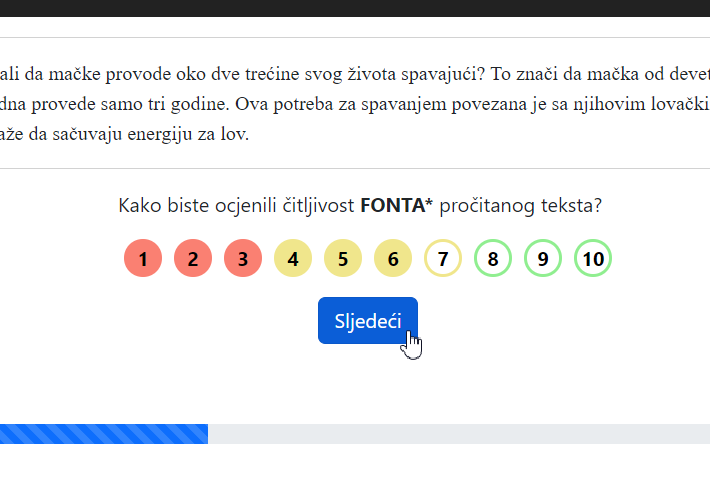 ali da mačke provode oko dve trećine svog života spavajući? To znači da mačka od devet
dna provede samo tri godine. Ova potreba za spavanjem povezana je sa njihovim lovački
aže da sačuvaju energiju za lov.
Kako biste ocjenili čitljivost FONTA* pročitanog teksta?
1 2 3 4 5 6 7 8 9 10
Sljedeći